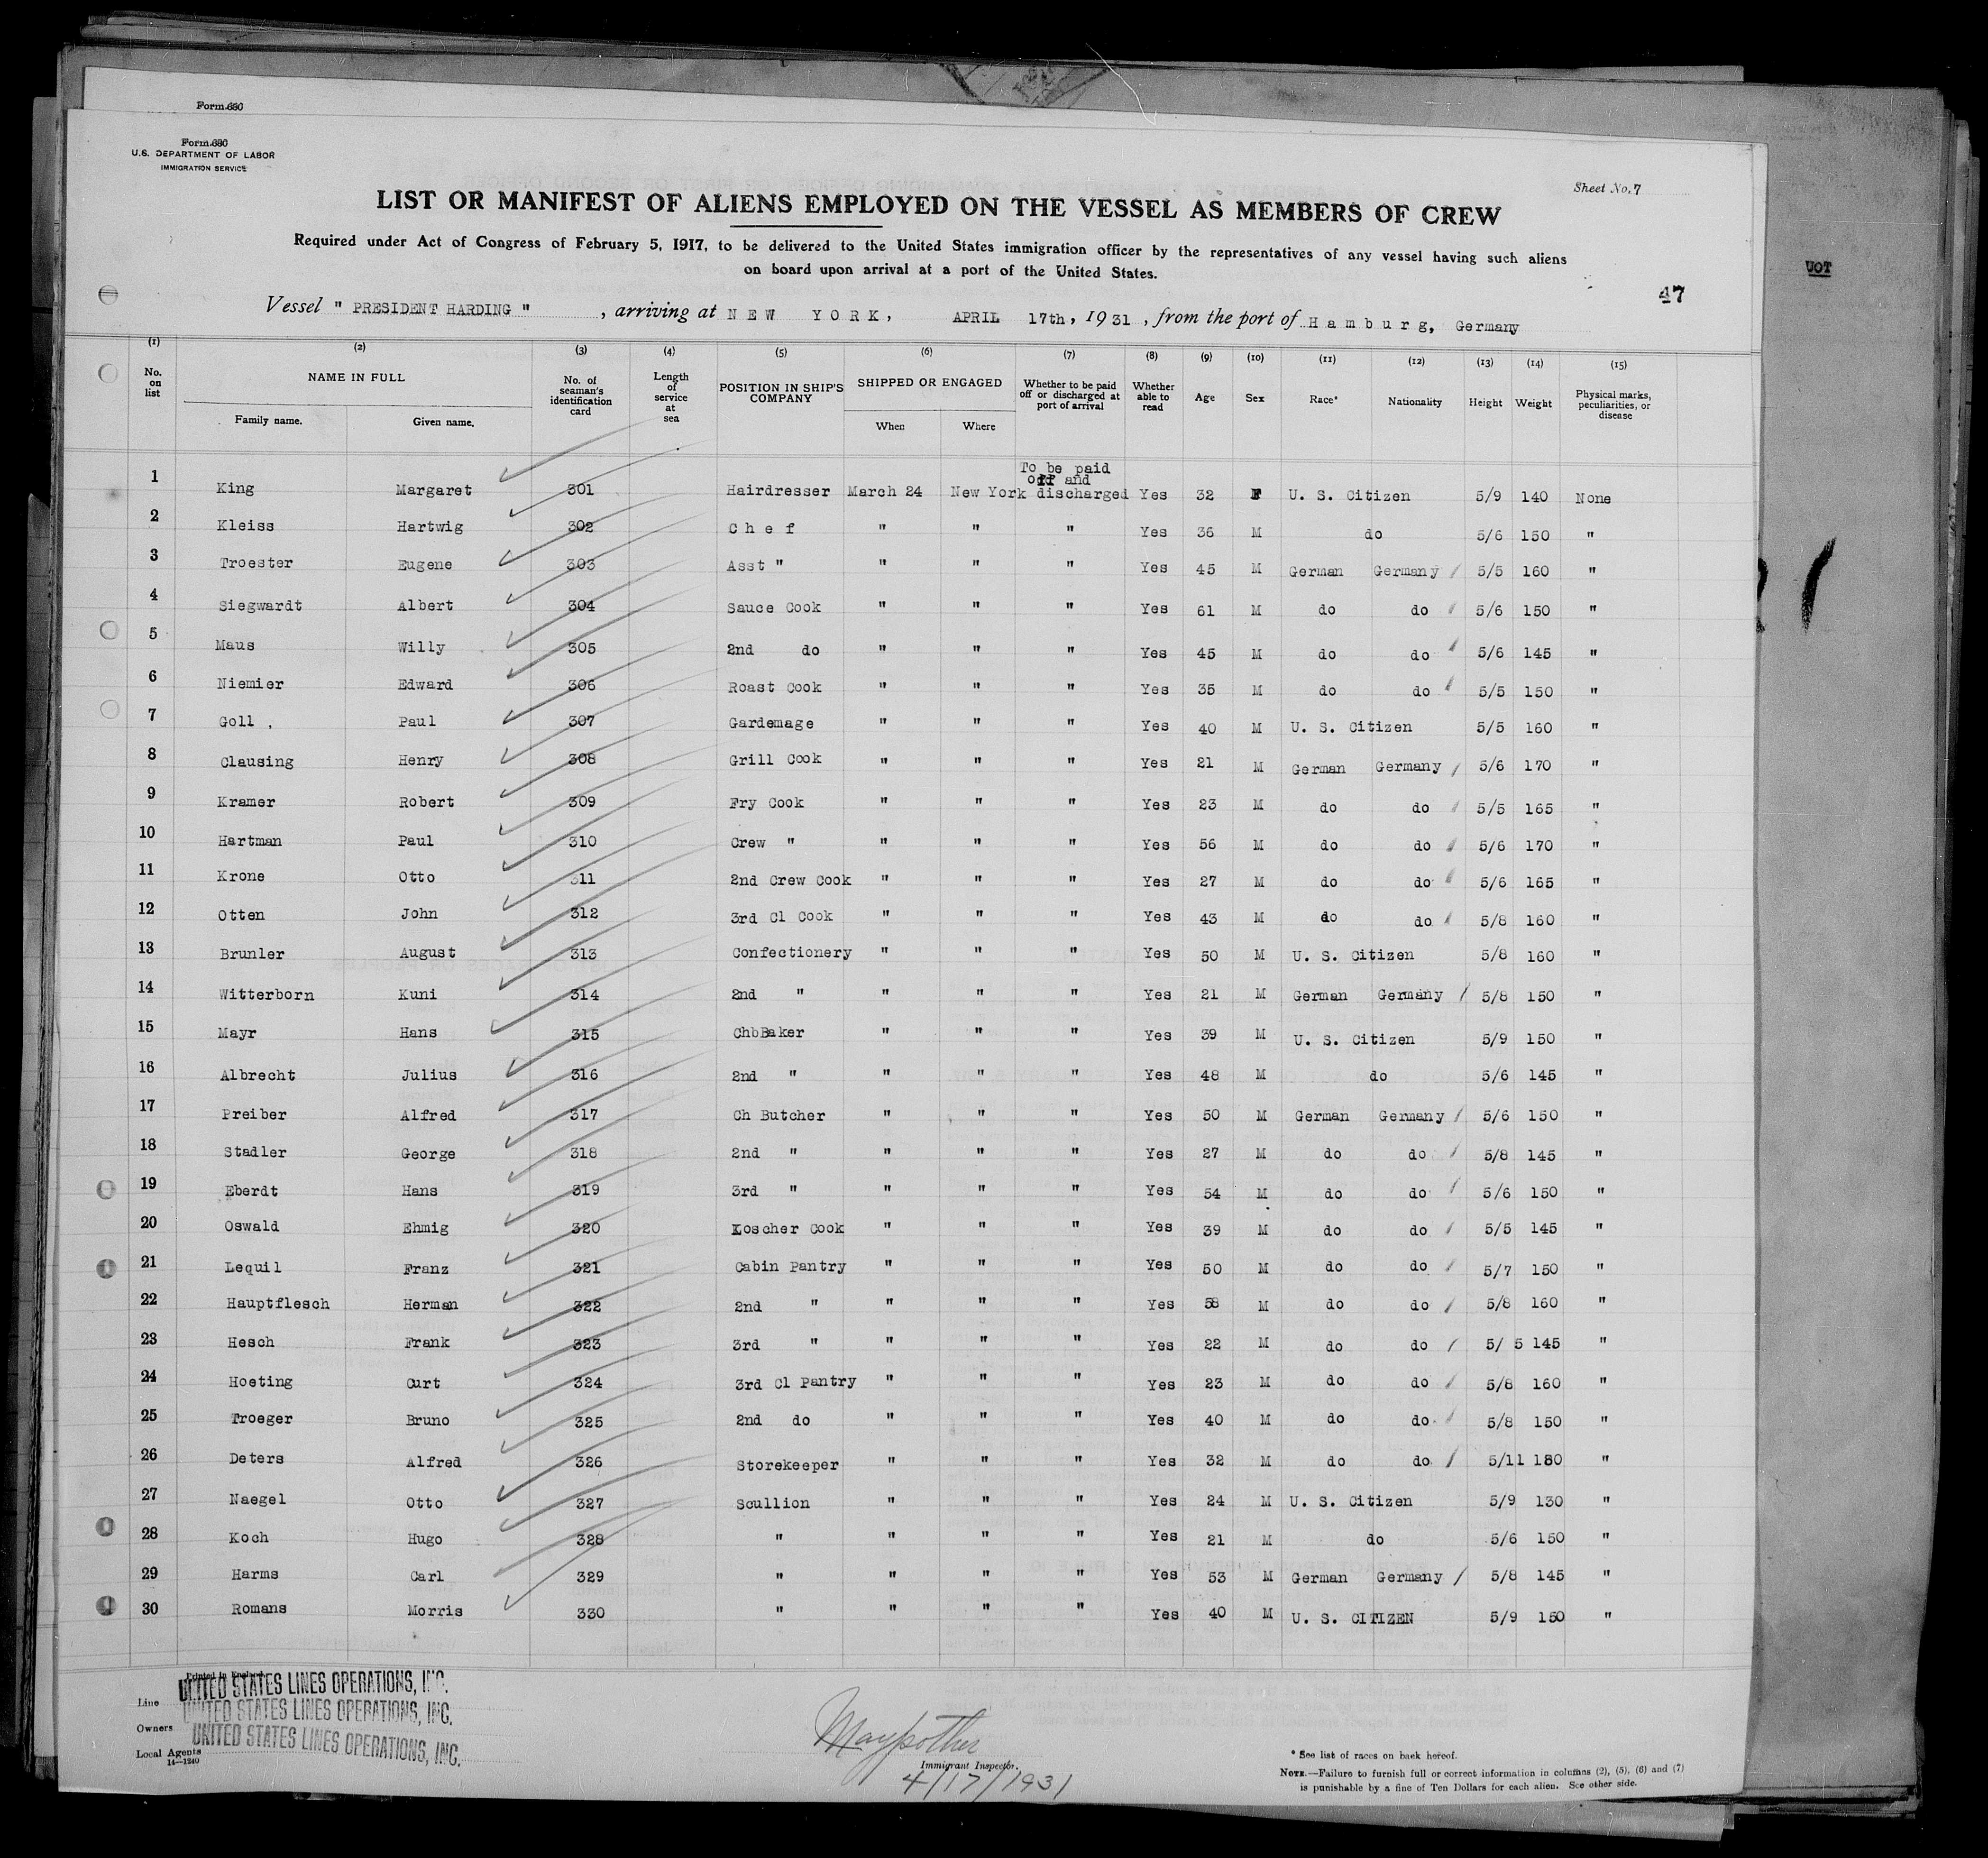 Form 680
Form 680
U.S. DEPARTMENT OF LABOR
IMMIGRATION SERVICE
Sheet No. 7
LIST OR MANIFEST OF ALIENS EMPLOYED ON THE VESSEL AS MEMBERS OF CREW
Required under Act of Congress of February 5, 1917, to be delivered to the United States immigration officer by the representatives of any vessel having such aliens
on board upon arrival at a port of the United States.
47
UOT
Vessel " PRESIDENT HARDING " , arriving at NEW YORK, APRIL 17th, 1931, from the port of Hamburg, Germany
(1) (2) (3) (4) (5) (6) (7) (8) (9) (10) (11) (12) (13) (14) (15)
No. on list NAME IN FULL Family name. Given name. No. of seaman's identification card Length of service at sea POSITION IN SHIP'S COMPANY SHIPPED OR ENGAGED When Where Whether to be paid off or discharged at port of arrival Whether able to read Age Sex Race* Nationality Height Weight Physical marks, peculiarities, or disease
To be paid
off and
1 King Margaret 301 Hairdresser March 24 New York discharged Yes 32 F U. S. Citizen 5/9 140 None
2 Kleiss Hartwig 302 Chef " " " Yes 36 M do 5/6 150 "
3 Troester Eugene 303 Asst " " " " Yes 45 M German Germany 5/5 160 "
4 Siegwardt Albert 304 Sauce Cook " " " Yes 61 M do do 5/6 150 "
5 Maus Willy 305 2nd do " " " Yes 45 M do do 5/6 145 "
6 Niemier Edward 306 Roast Cook " " " Yes 35 M do do 5/5 150 "
7 Goll , Paul 307 Gardemage " " " Yes 40 M U. S. Citizen 5/5 160 "
8 Clausing Henry 308 Grill Cook " " " Yes 21 M German Germany 5/6 170 "
9 Kramer Robert 309 Fry Cook " " " Yes 23 M do do 5/5 165 "
10 Hartman Paul 310 Crew " " " " Yes 56 M do do 5/6 170 "
11 Krone Otto 311 2nd Crew Cook " " " Yes 27 M do do 5/6 165 "
12 Otten John 312 3rd Cl Cook " " " Yes 43 M do do 5/8 160 "
13 Brunler August 313 Confectionery " " " Yes 50 M U. S. Citizen 5/8 160 "
14 Witterborn Kuni 314 2nd " " " " Yes 21 M German Germany 5/8 150 "
15 Mayr Hans 315 ChbBaker " " " Yes 39 M U. S. Citizen 5/9 150 "
16 Albrecht Julius 316 2nd " " " " Yes 48 M do 5/6 145 "
17 Preiber Alfred 317 Ch Butcher " " " Yes 50 M German Germany 5/6 150 "
18 Stadler George 318 2nd " " " " Yes 27 M do do 5/8 145 "
19 Eberdt Hans 319 3rd " " " " Yes 54 M do do 5/6 150 "
20 Oswald Ehmig 320 Koscher Cook " " " Yes 39 M do do 5/5 145 "
21 Lequil Franz 321 Cabin Pantry " " " Yes 50 M do do 5/7 150 "
22 Hauptflesch Herman 322 2nd " " " " Yes 58 M do do 5/8 160 "
23 Hesch Frank 323 3rd " " " " Yes 22 M do do 5/ 5 145 "
24 Hoeting Curt 324 3rd Cl Pantry " " " Yes 23 M do do 5/8 160 "
25 Troeger Bruno 325 2nd do " " " Yes 40 M do do 5/8 150 "
26 Deters Alfred 326 Storekeeper " " " Yes 32 M do do 5/11 180 "
27 Naegel Otto 327 Scullion " " " Yes 24 M U. S. Citizen 5/9 130 "
28 Koch Hugo 328 " " " " Yes 21 M do 5/6 150 "
29 Harms Carl 329 " " " " Yes 53 M German Germany 5/8 145 "
30 Romans Morris 330 " " " " Yes 40 M U. S. CITIZEN 5/9 150 "
Printed in England
Line UNITED STATES LINES OPERATIONS, INC.
Owners UNITED STATES LINES OPERATIONS, INC.
Local Agents UNITED STATES LINES OPERATIONS, INC.
14—1240
Maypother
Immigrant Inspector.
4/17/1931
* See list of races on back hereof.
NOTE.—Failure to furnish full or correct information in columns (2), (5), (6) and (7)
is punishable by a fine of Ten Dollars for each alien. See other side.